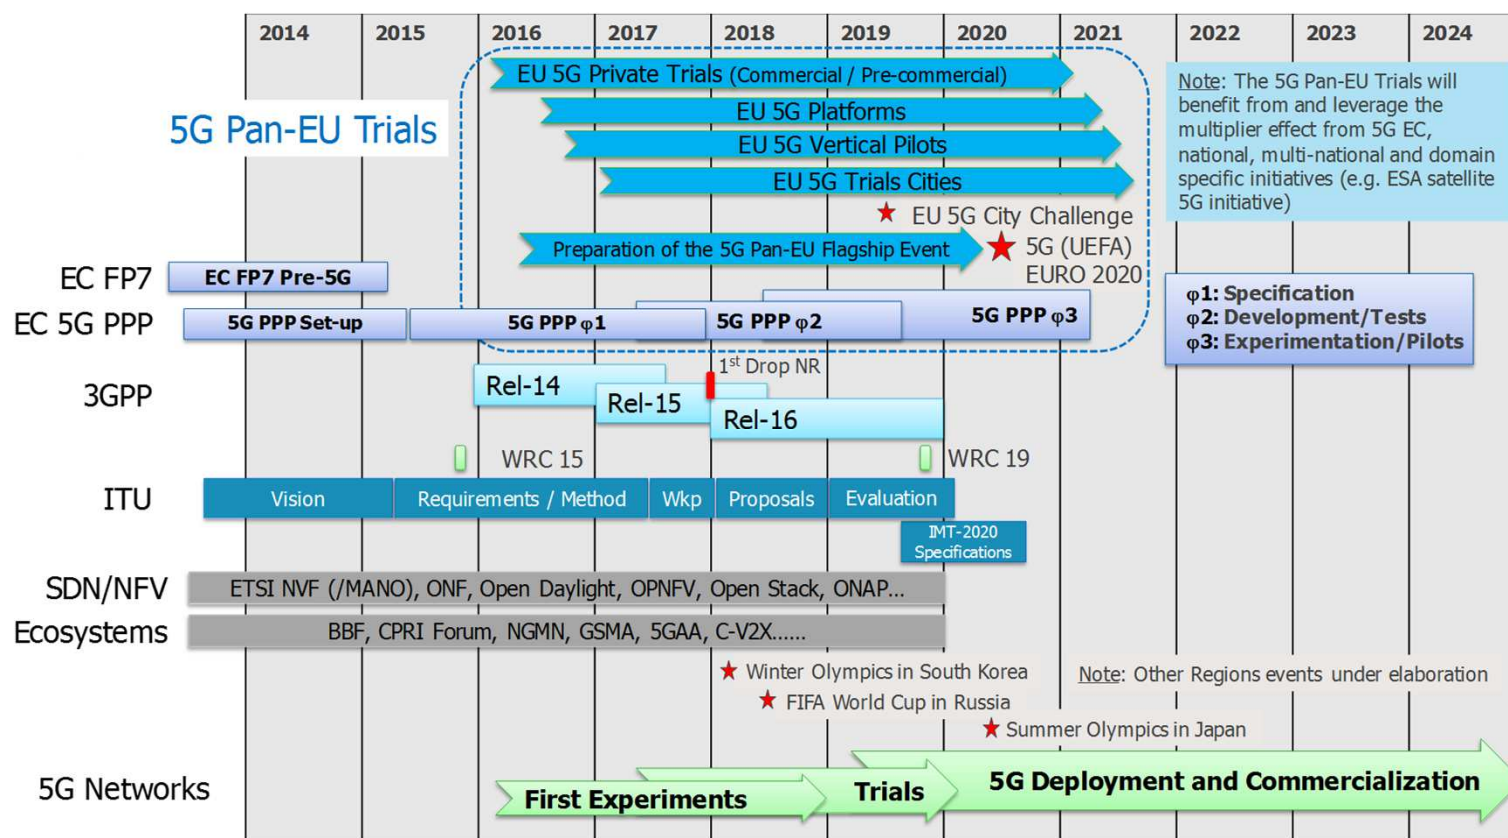 2014 2015 2016 2017 2018 2019 2020 2021 2022 2023 2024
5G Pan-EU Trials
EU 5G Private Trials (Commercial / Pre-commercial)
EU 5G Platforms
EU 5G Vertical Pilots
EU 5G Trials Cities
EU 5G City Challenge
Preparation of the 5G Pan-EU Flagship Event
5G (UEFA)
EURO 2020
Note: The 5G Pan-EU Trials will
benefit from and leverage the
multiplier effect from 5G EC,
national, multi-national and domain
specific initiatives (e.g. ESA satellite
5G initiative)
EC FP7
EC FP7 Pre-5G
EC 5G PPP
5G PPP Set-up
5G PPP φ1
5G PPP φ2
5G PPP φ3
φ1: Specification
φ2: Development/Tests
φ3: Experimentation/Pilots
3GPP
Rel-14
Rel-15
1st Drop NR
Rel-16
WRC 15
WRC 19
ITU
Vision
Requirements / Method
Wkp
Proposals
Evaluation
IMT-2020
Specifications
SDN/NFV
ETSI NVF (/MANO), ONF, Open Daylight, OPNFV, Open Stack, ONAP...
Ecosystems
BBF, CPRI Forum, NGMN, GSMA, 5GAA, C-V2X......
Winter Olympics in South Korea
Note: Other Regions events under elaboration
FIFA World Cup in Russia
Summer Olympics in Japan
5G Networks
First Experiments
Trials
5G Deployment and Commercialization